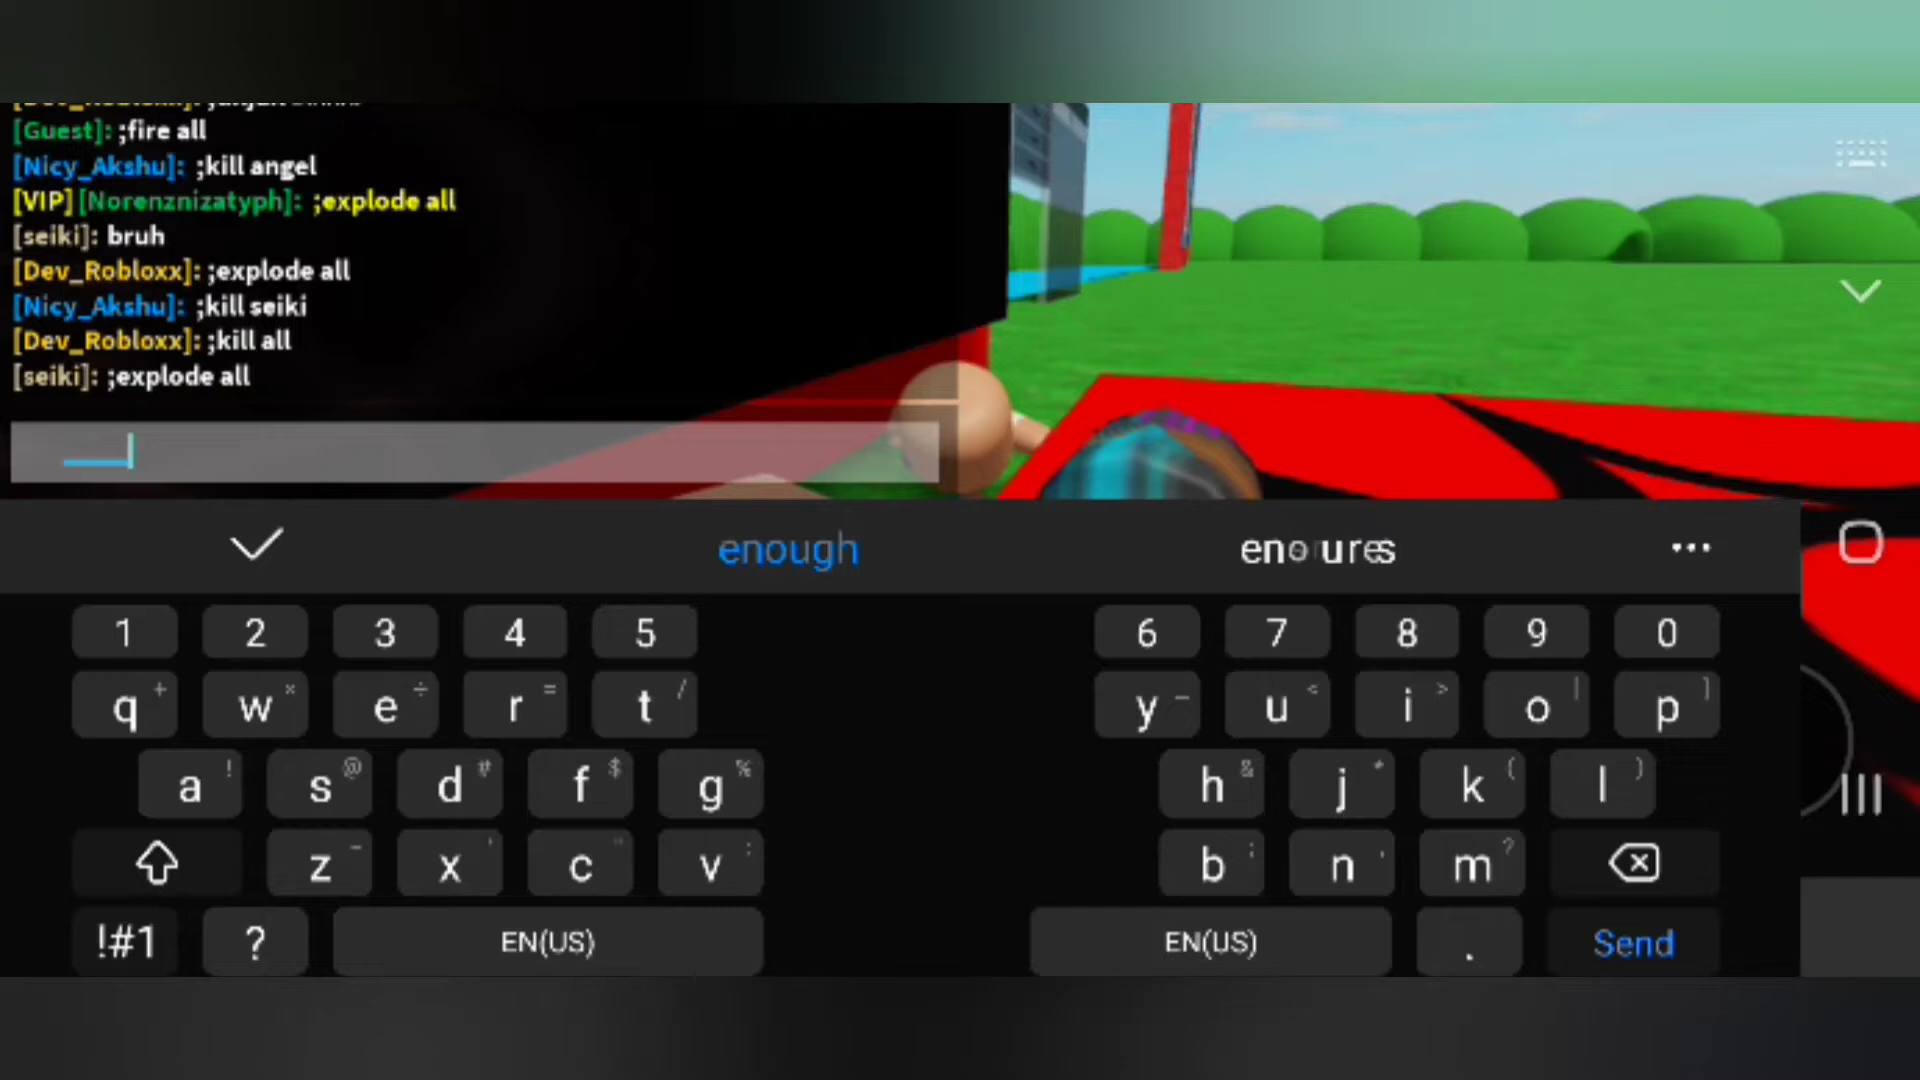 [Guest]: ;fire all
[Nicy_Akshu]: ;kill angel
[VIP] [Norenznizatyph]: ;explode all
[seiki]: bruh
[Dev_Robloxx]: ;explode all
[Nicy_Akshu]: ;kill seiki
[Dev_Robloxx]: ;kill all
[seiki]: ;explode all
enough
1 2 3 4 5 6 7 8 9 0
q + w × e ÷ r = t / y _ u < i > o | p ]
a ! s @ d # f $ g % h & j * k ( l )
z - x ' c " v : b ; n , m ?
!#1 ? EN(US) EN(US) . Send